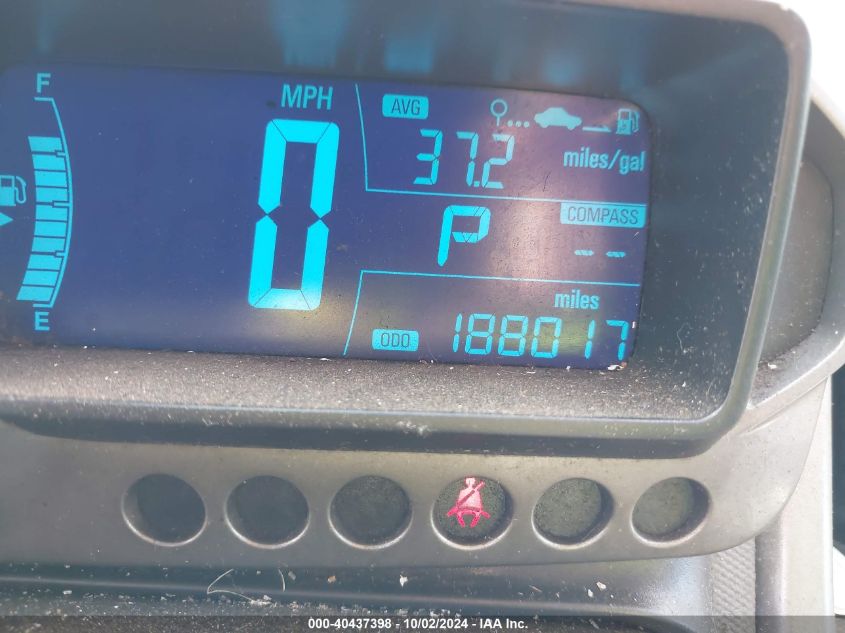 F
MPH
AVG
37.2 miles/gal
0
P
COMPASS
--
E
miles
ODO 188017
000-40437398 - 10/02/2024 - IAA Inc.